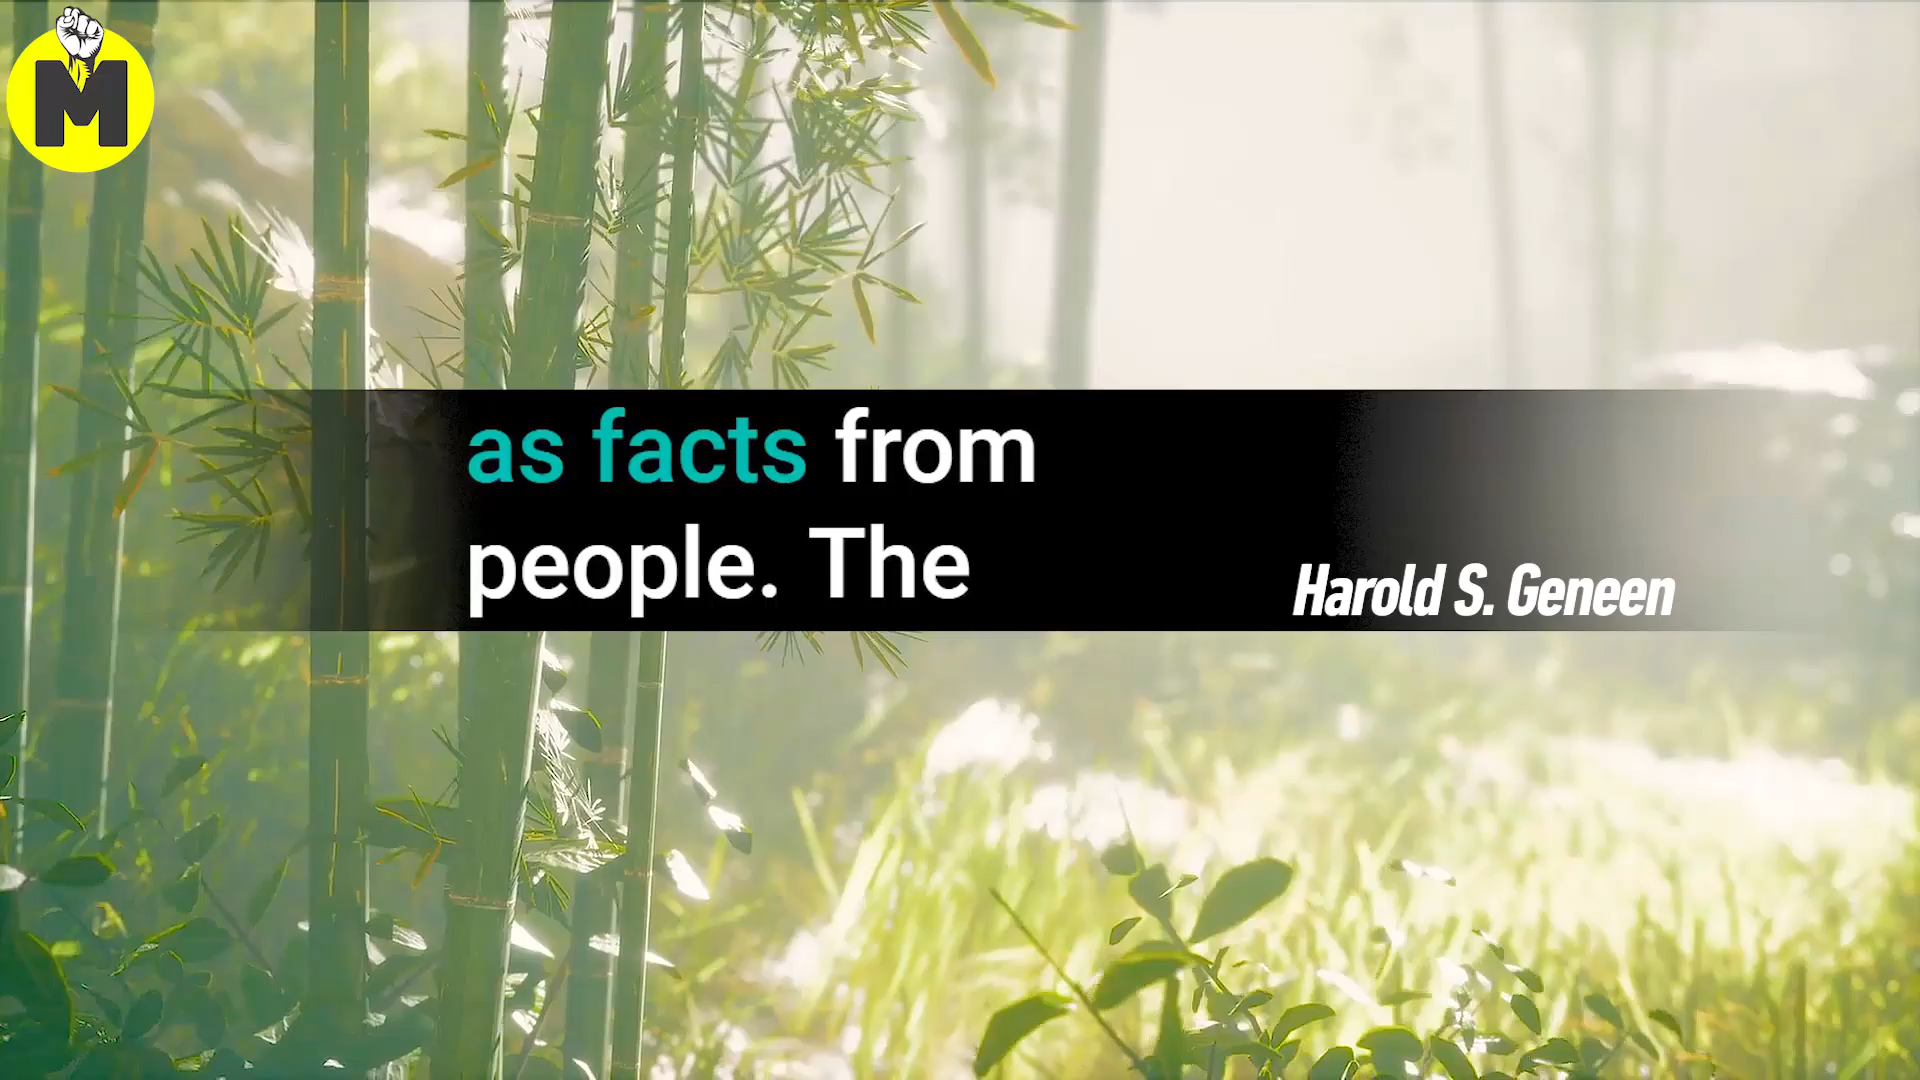 M
as facts from
people. The
Harold S. Geneen